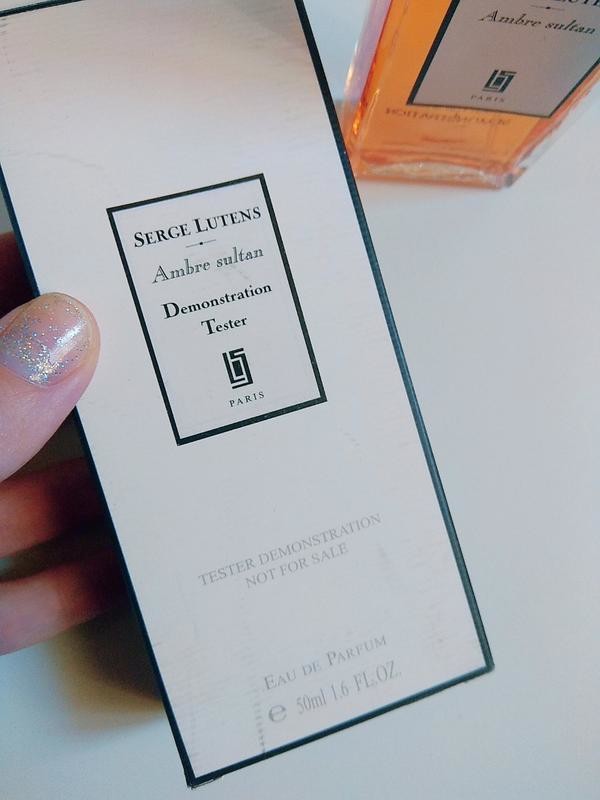 SERGE LUTENS
Ambre sultan
Demonstration
Tester
PARIS
TESTER DEMONSTRATION
NOT FOR SALE
EAU DE PARFUM
e 50ml 1.6 FL.OZ.
Ambre sultan
PARIS